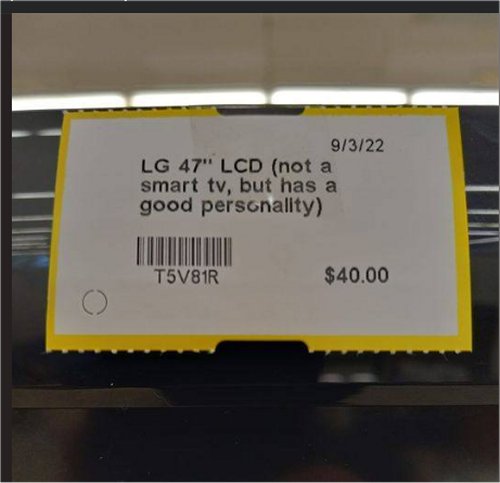 9/3/22
LG 47" LCD (not a
smart tv, but has a
good personality)
T5V81R
$40.00